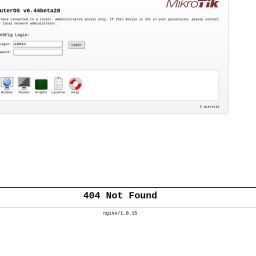 MikroTik
uterOS v6.44beta28
have connected to a router. Administrative access only. If this device is not in your possession, please contact
local network administrator.
WebFig Login:
Login: admin
Login
Password:
Winbox Telnet Graphs License Help
© mikrotik
404 Not Found
nginx/1.0.15